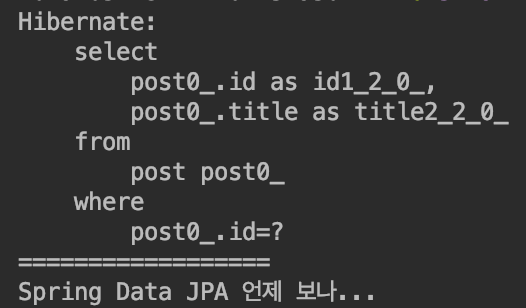 Hibernate:
    select
        post0_.id as id1_2_0_,
        post0_.title as title2_2_0_
    from
        post post0_
    where
        post0_.id=?
==================
Spring Data JPA 언제 보나...